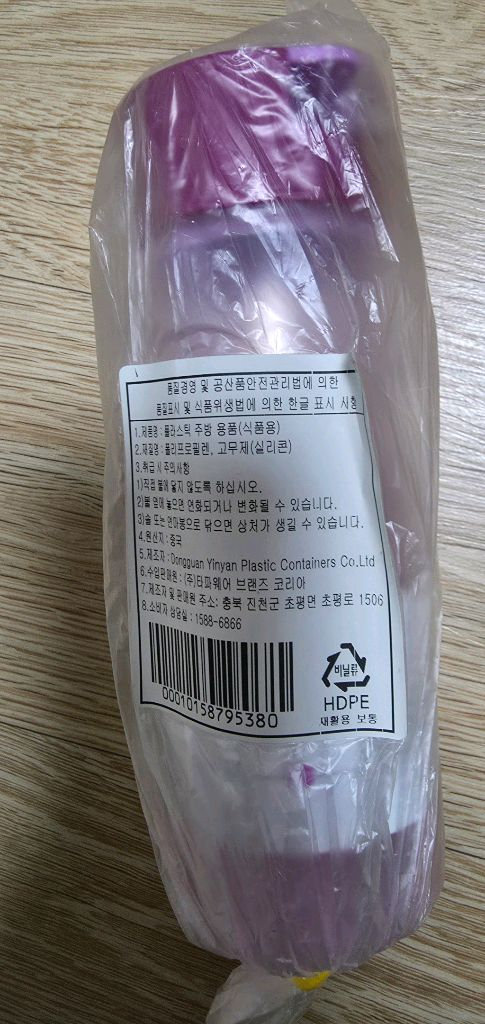 품질경영 및 공산품안전관리법에 의한
품질표시 및 식품위생법에 의한 한글 표시 사항
1.제품명 : 플라스틱 주방 용품(식품용)
2.재질명 : 폴리프로필렌, 고무제(실리콘)
3.취급 시 주의사항
1)직접 불에 닿지 않도록 하십시오.
2)불 옆에 놓으면 연화되거나 변화될 수 있습니다.
3)솔 또는 연마봉으로 닦으면 상처가 생길 수 있습니다.
4.원산지 : 중국
5.제조자 : Dongguan Yinyan Plastic Containers Co.Ltd
6.수입판매원 : (주)타파웨어 브랜즈 코리아
7.제조자 및 판매원 주소: 충북 진천군 초평면 초평로 1506
8.소비자 상담실 : 1588-6866
00010158795380
비닐류
HDPE
재활용 보통